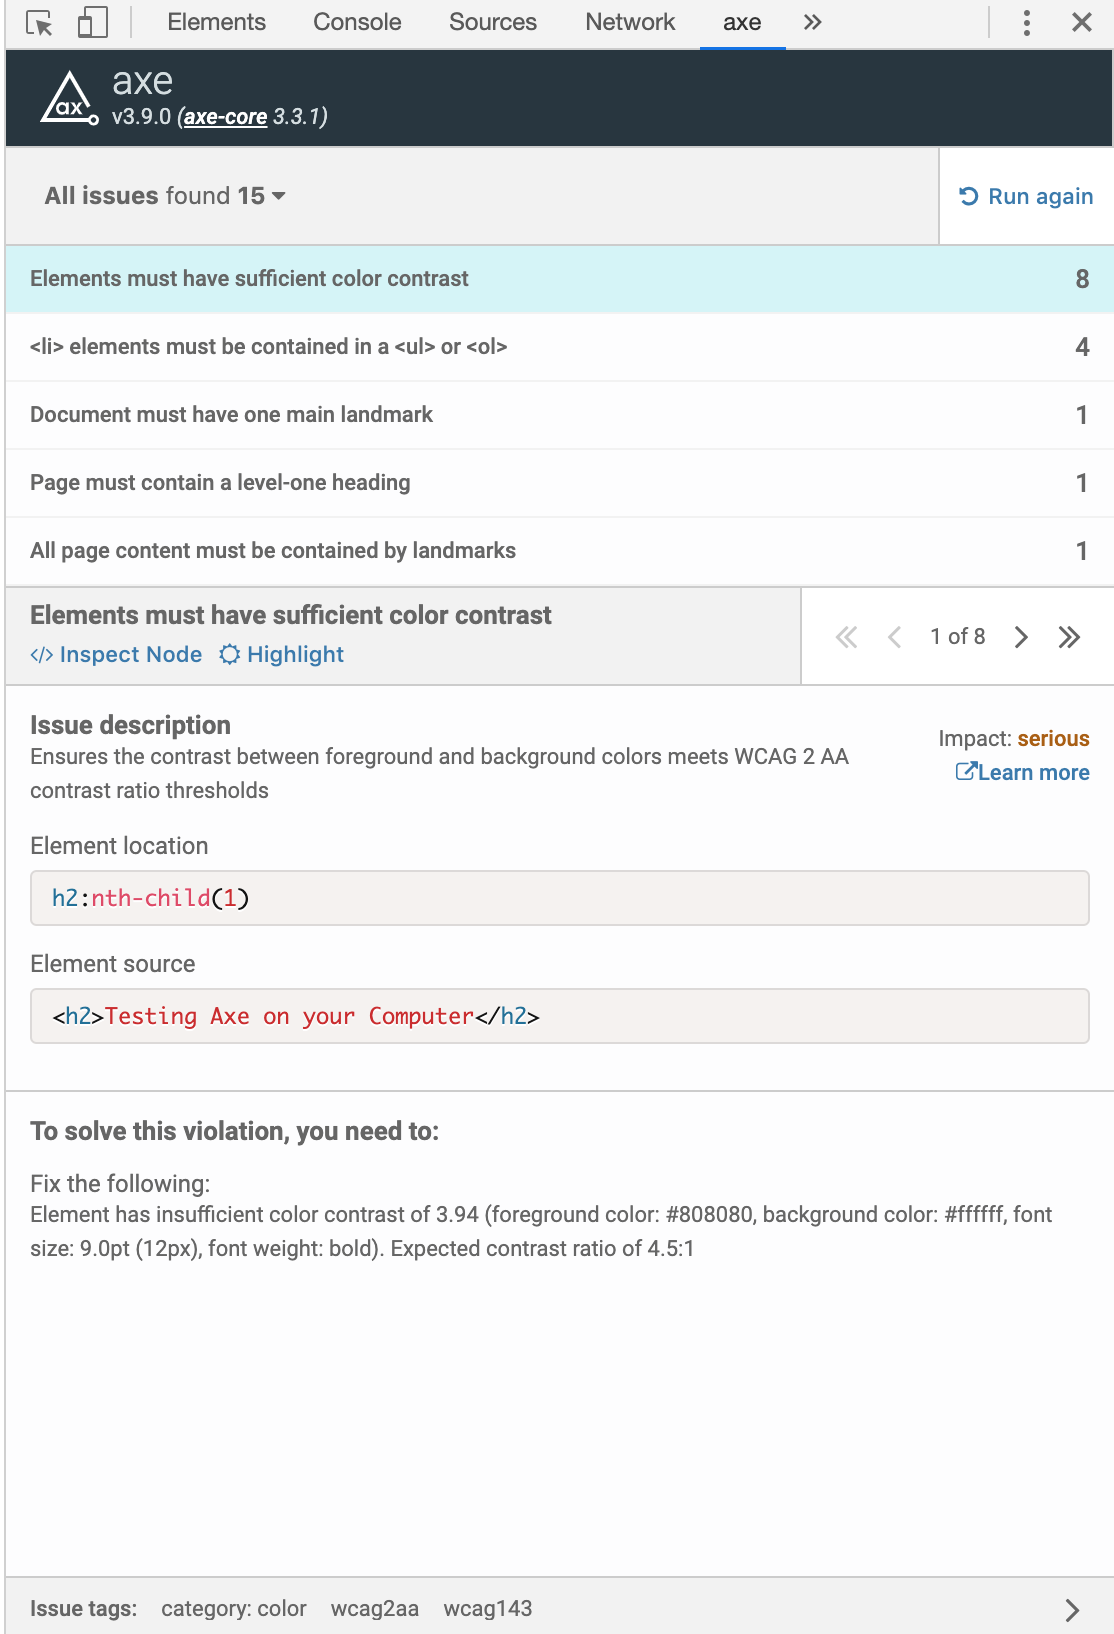 Elements Console Sources Network axe »
ax
axe
v3.9.0 (axe-core 3.3.1)
All issues found 15
Run again
Elements must have sufficient color contrast 8
<li> elements must be contained in a <ul> or <ol> 4
Document must have one main landmark 1
Page must contain a level-one heading 1
All page content must be contained by landmarks 1
Elements must have sufficient color contrast
</> Inspect Node Highlight
1 of 8
Issue description
Ensures the contrast between foreground and background colors meets WCAG 2 AA
contrast ratio thresholds
Impact: serious
Learn more
Element location
h2:nth-child(1)
Element source
<h2>Testing Axe on your Computer</h2>
To solve this violation, you need to:
Fix the following:
Element has insufficient color contrast of 3.94 (foreground color: #808080, background color: #ffffff, font
size: 9.0pt (12px), font weight: bold). Expected contrast ratio of 4.5:1
Issue tags: category: color wcag2aa wcag143